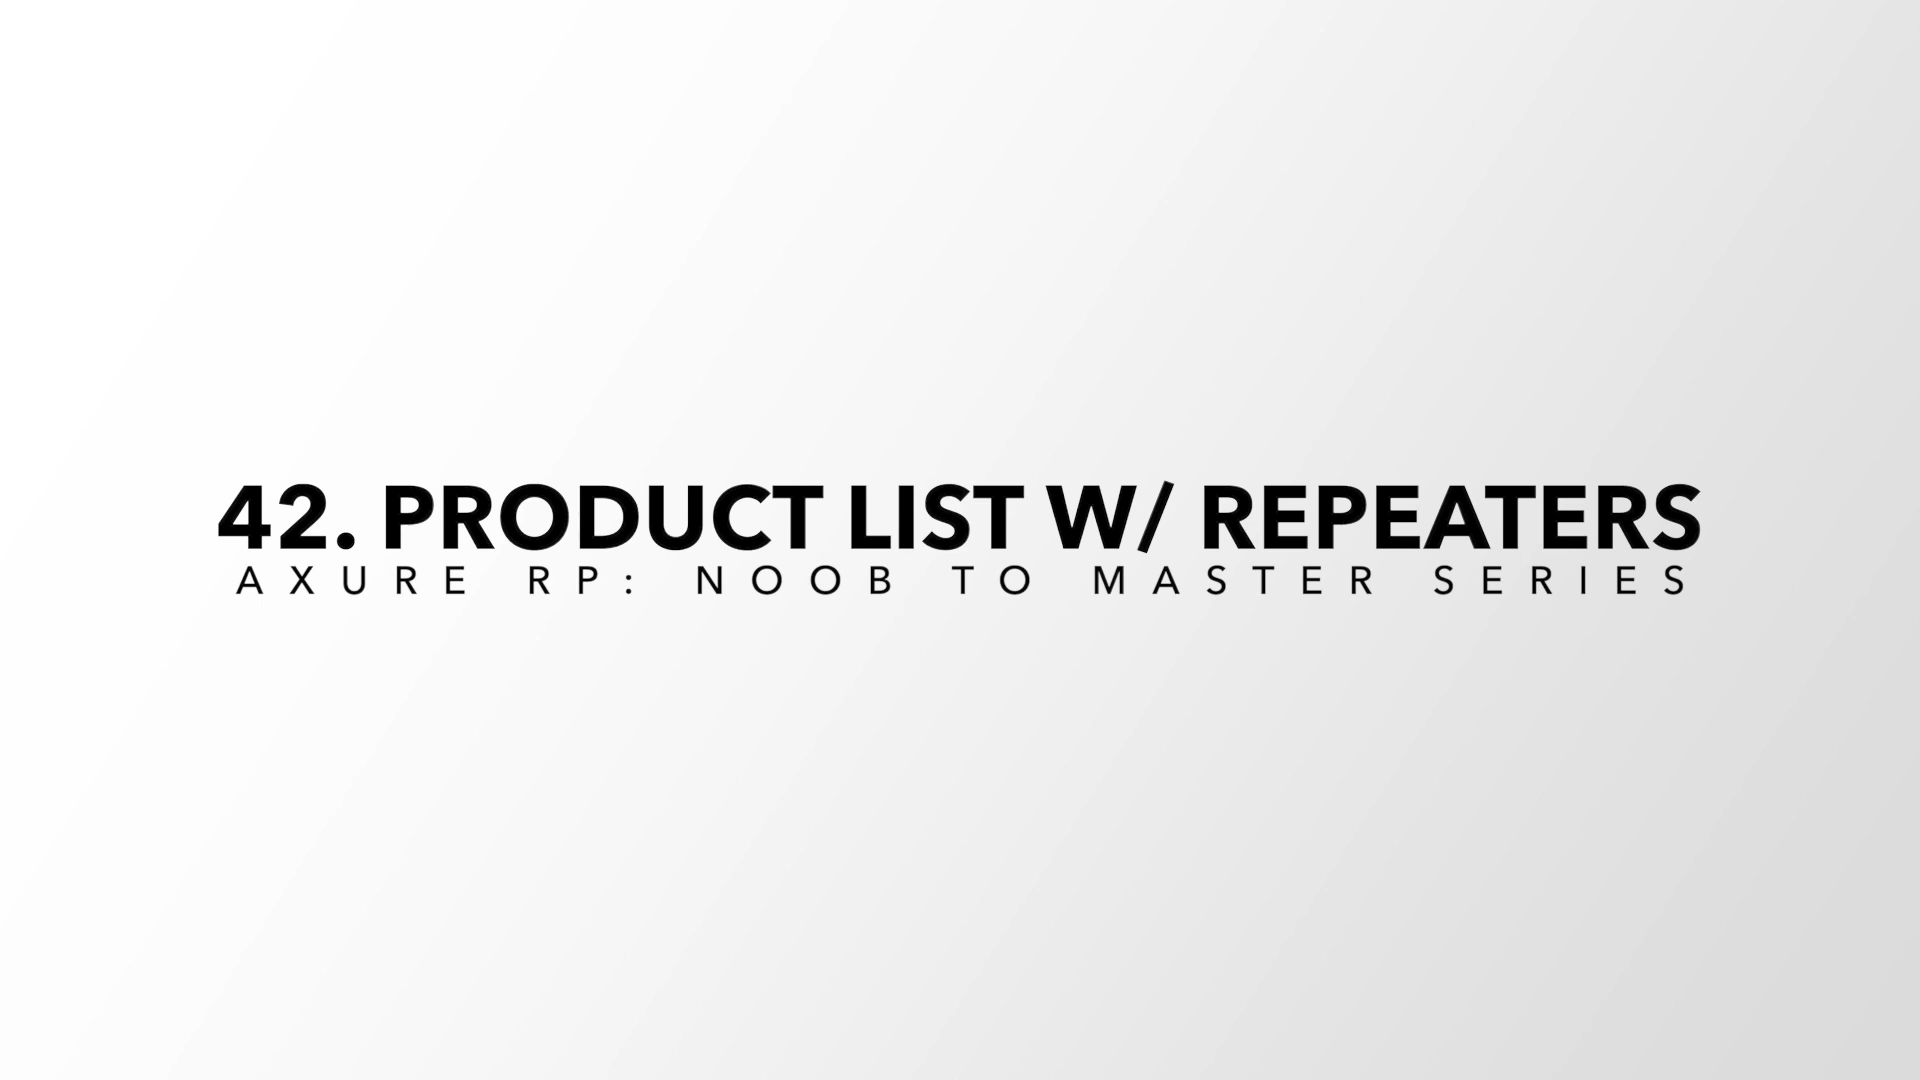 42. PRODUCT LIST W/ REPEATERS
AXURE RP: NOOB TO MASTER SERIES